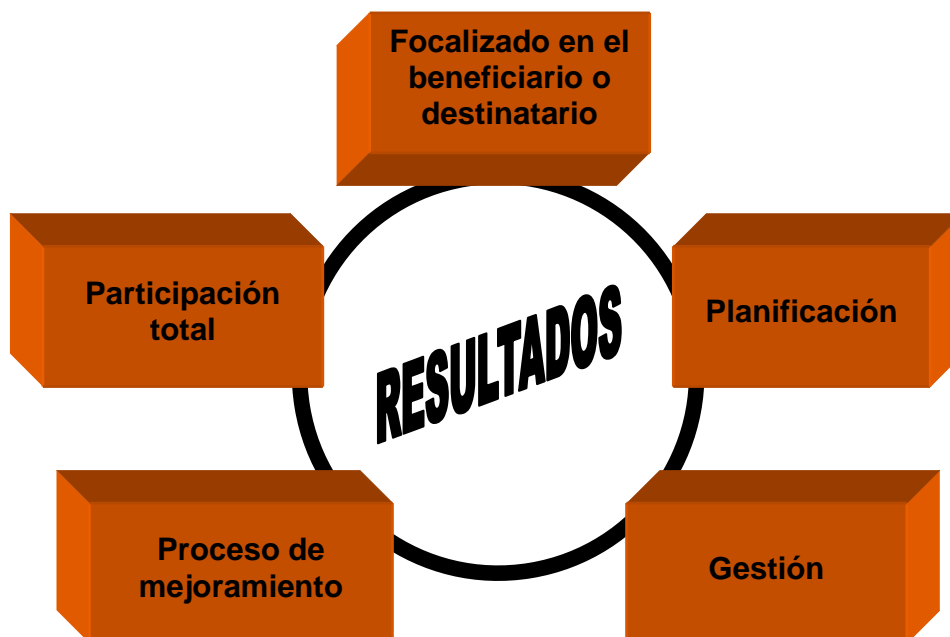 Focalizado en el
beneficiario o
destinatario
Participación
total
Planificación
RESULTADOS
Proceso de
mejoramiento
Gestión